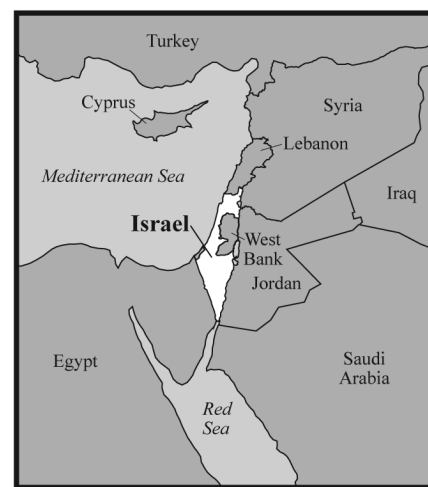 Turkey
Cyprus
Syria
Lebanon
Mediterranean Sea
Iraq
Israel
West
Bank
Jordan
Egypt
Saudi
Arabia
Red
Sea